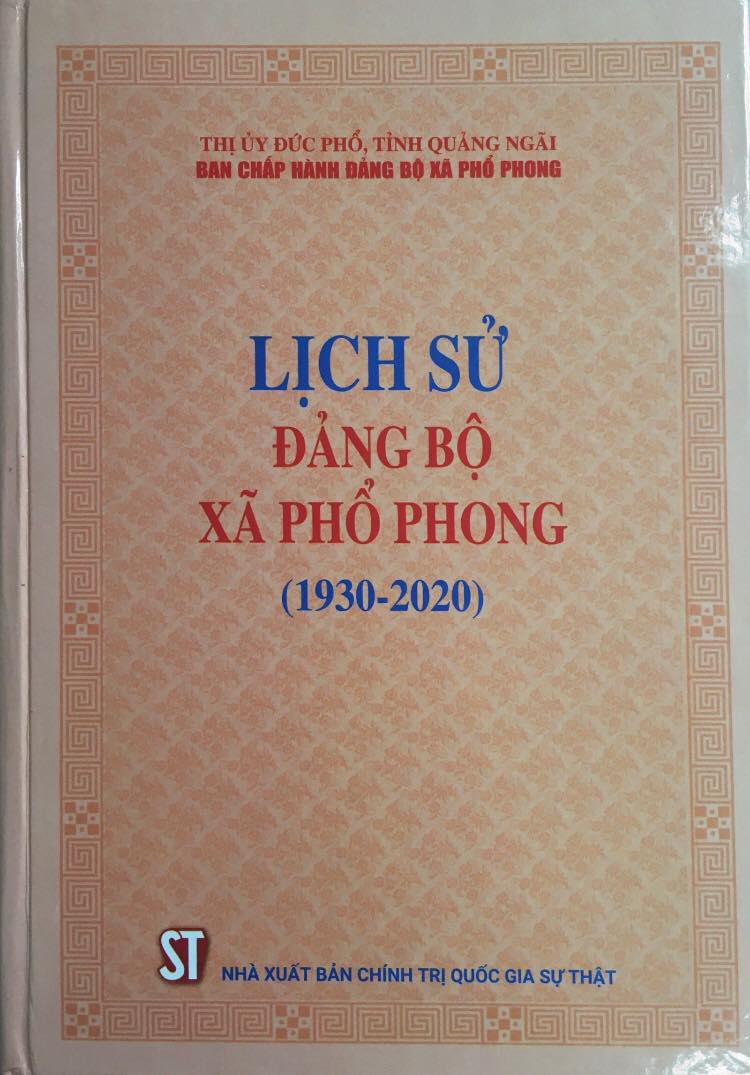 THỊ ỦY ĐỨC PHỔ, TỈNH QUẢNG NGÃI
BAN CHẤP HÀNH ĐẢNG BỘ XÃ PHỔ PHONG
LỊCH SỬ
ĐẢNG BỘ
XÃ PHỔ PHONG
(1930-2020)
ST
NHÀ XUẤT BẢN CHÍNH TRỊ QUỐC GIA SỰ THẬT